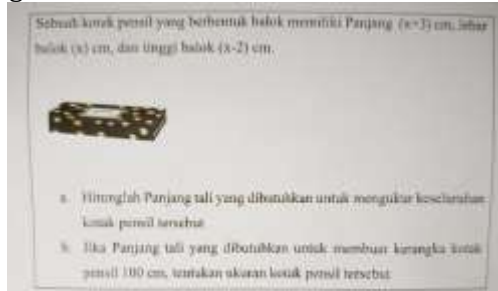 Sebuah kotak pensil yang berbentuk balok memiliki Panjang (x+3) cm, lebar
balok (x) cm, dan tinggi balok (x-2) cm.
a. Hitunglah Panjang tali yang dibutuhkan untuk mengukur keseluruhan
kotak pensil tersebut
b. Jika Panjang tali yang dibutuhkan untuk membuat kerangka kotak
pensil 100 cm, tentukan ukuran kotak pensil tersebut